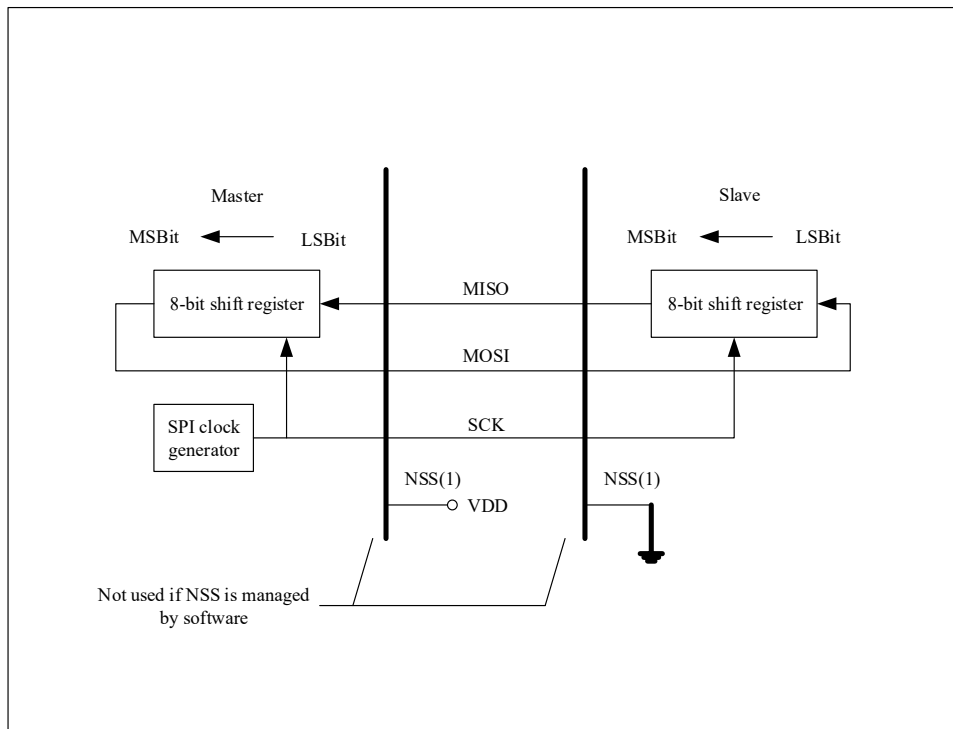 Master
Slave
MSBit
LSBit
MSBit
LSBit
8-bit shift register
MISO
8-bit shift register
MOSI
SPI clock
generator
SCK
NSS(1)
NSS(1)
VDD
Not used if NSS is managed
by software